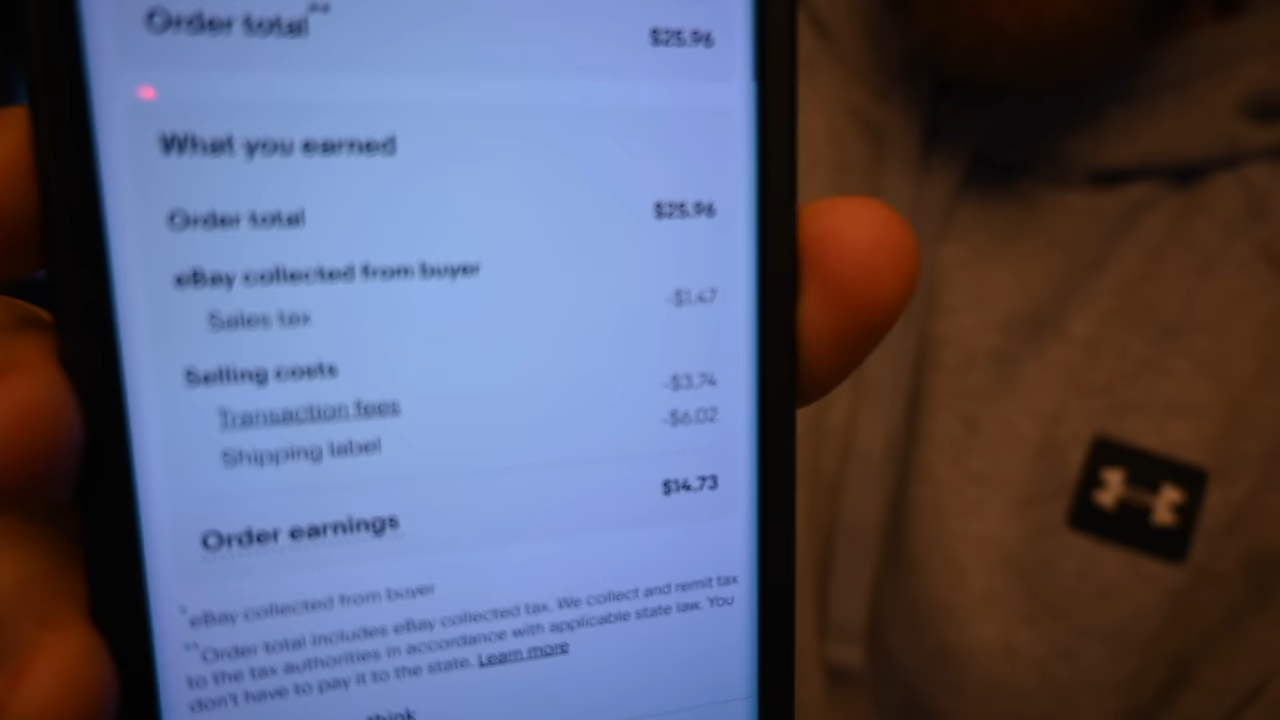 Order total** $25.96
What you earned
Order total $25.96
eBay collected from buyer
Sales tax -$1.47
Selling costs
Transaction fees -$3.74
Shipping label -$6.02
Order earnings $14.73
*eBay collected from buyer
**Order total includes eBay collected tax. We collect and remit tax
to the tax authorities in accordance with applicable state law. You
don't have to pay it to the state. Learn more
think